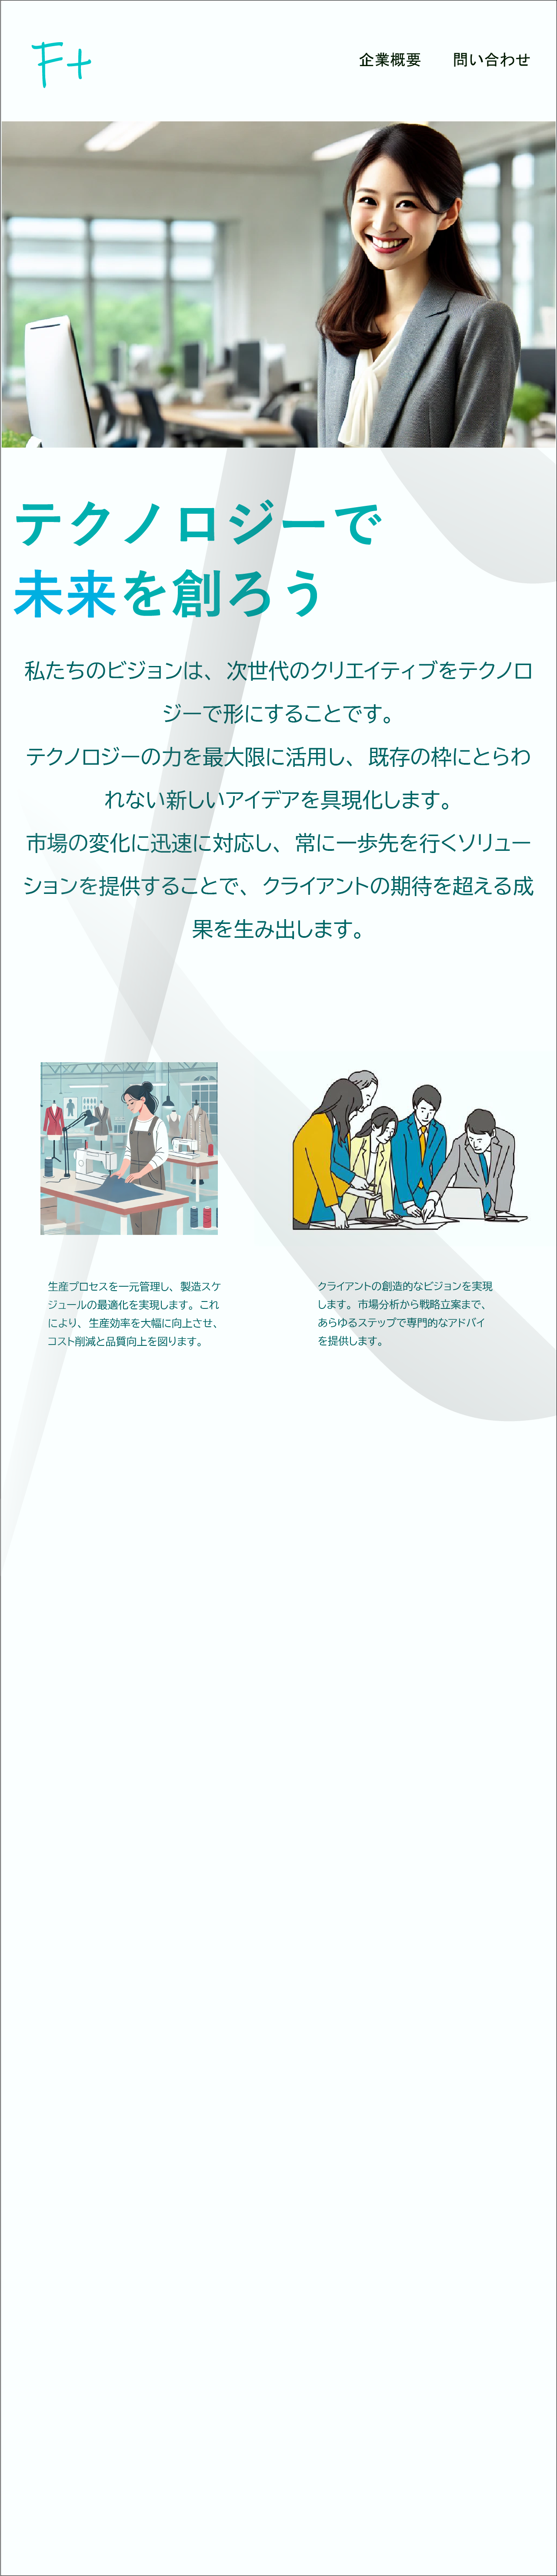 F+
企業概要 問い合わせ
テクノロジーで
未来を創ろう
私たちのビジョンは、次世代のクリエイティブをテクノロ
ジーで形にすることです。
テクノロジーの力を最大限に活用し、既存の枠にとらわ
れない新しいアイデアを具現化します。
市場の変化に迅速に対応し、常に一歩先を行くソリュー
ションを提供することで、クライアントの期待を超える成
果を生み出します。
生産プロセスを一元管理し、製造スケ
ジュールの最適化を実現します。これ
により、生産効率を大幅に向上させ、
コスト削減と品質向上を図ります。
クライアントの創造的なビジョンを実現
します。市場分析から戦略立案まで、
あらゆるステップで専門的なアドバイ
を提供します。